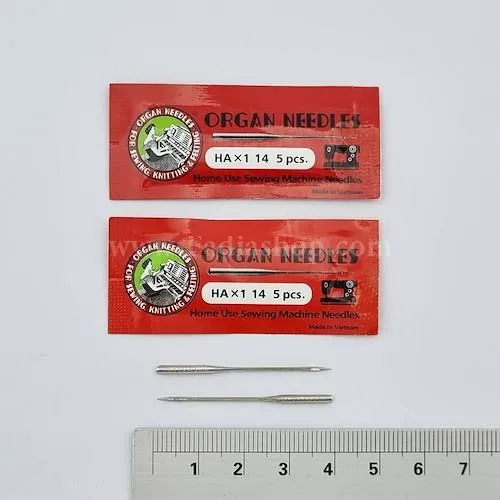 ORGAN NEEDLES
FOR SEWING, KNITTING & FELTING
ORGAN NEEDLES
HA×1 14 5 pcs.
Home Use Sewing Machine Needles
Made in Vietnam
ORGAN NEEDLES
FOR SEWING, KNITTING & FELTING
ORGAN NEEDLES
HA×1 14 5 pcs.
Home Use Sewing Machine Needles
Made in Vietnam
1 2 3 4 5 6 7